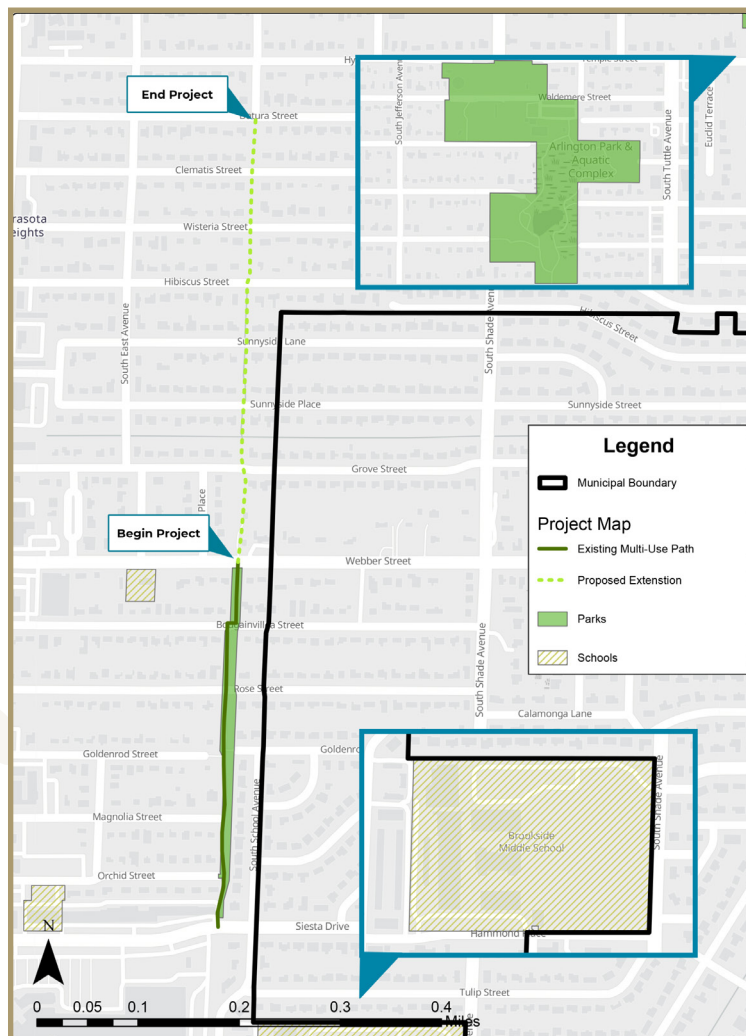 Hy
End Project
Datura Street
Clematis Street
Wisteria Street
rasota
eights
Hibiscus Street
South East Avenue
Sunnyside Lane
Sunnyside Place
Grove Street
Place
Begin Project
Webber Street
Bougainvillea Street
Rose Street
Goldenrod Street
Goldenrod
Magnolia Street
South School Avenue
Orchid Street
Siesta Drive
South Jefferson Avenue
Temple Street
Waldemere Street
Arlington Park &
Aquatic
Complex
South Tuttle Avenue
Euclid Terrace
South Shade Avenue
Hibiscus Street
Sunnyside Street
Legend
Municipal Boundary
Project Map
Existing Multi-Use Path
Proposed Extenstion
Parks
Schools
South Shade Avenue
Calamonga Lane
Brookside
Middle School
South Shade Avenue
Hammond Place
Tulip Street
N
0 0.05 0.1 0.2 0.3 0.4
Miles